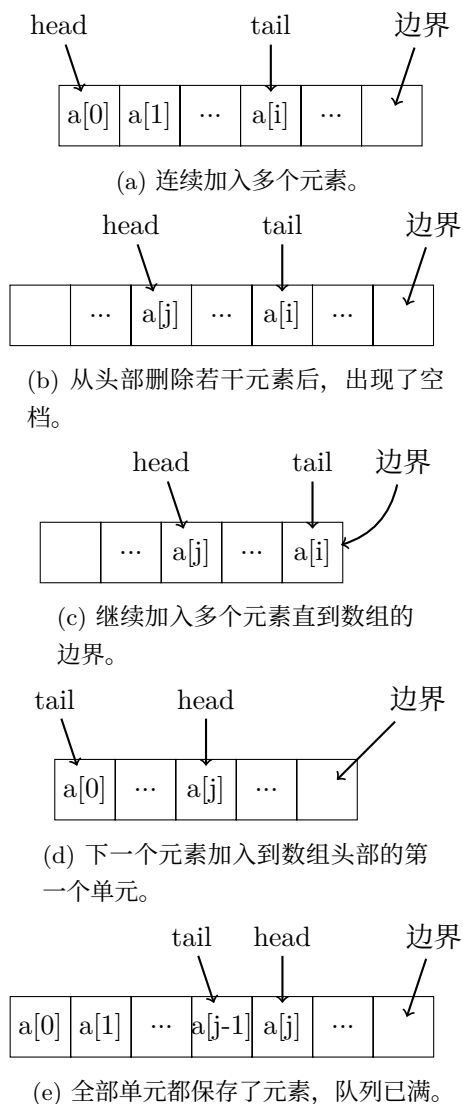 head tail 边界
a[0] a[1] ... a[i] ...
(a) 连续加入多个元素。
head tail 边界
... a[j] ... a[i] ...
(b) 从头部删除若干元素后，出现了空
档。
head tail 边界
... a[j] ... a[i]
(c) 继续加入多个元素直到数组的
边界。
tail head 边界
a[0] ... a[j] ...
(d) 下一个元素加入到数组头部的第
一个单元。
tail head 边界
a[0] a[1] ... a[j-1] a[j] ...
(e) 全部单元都保存了元素，队列已满。